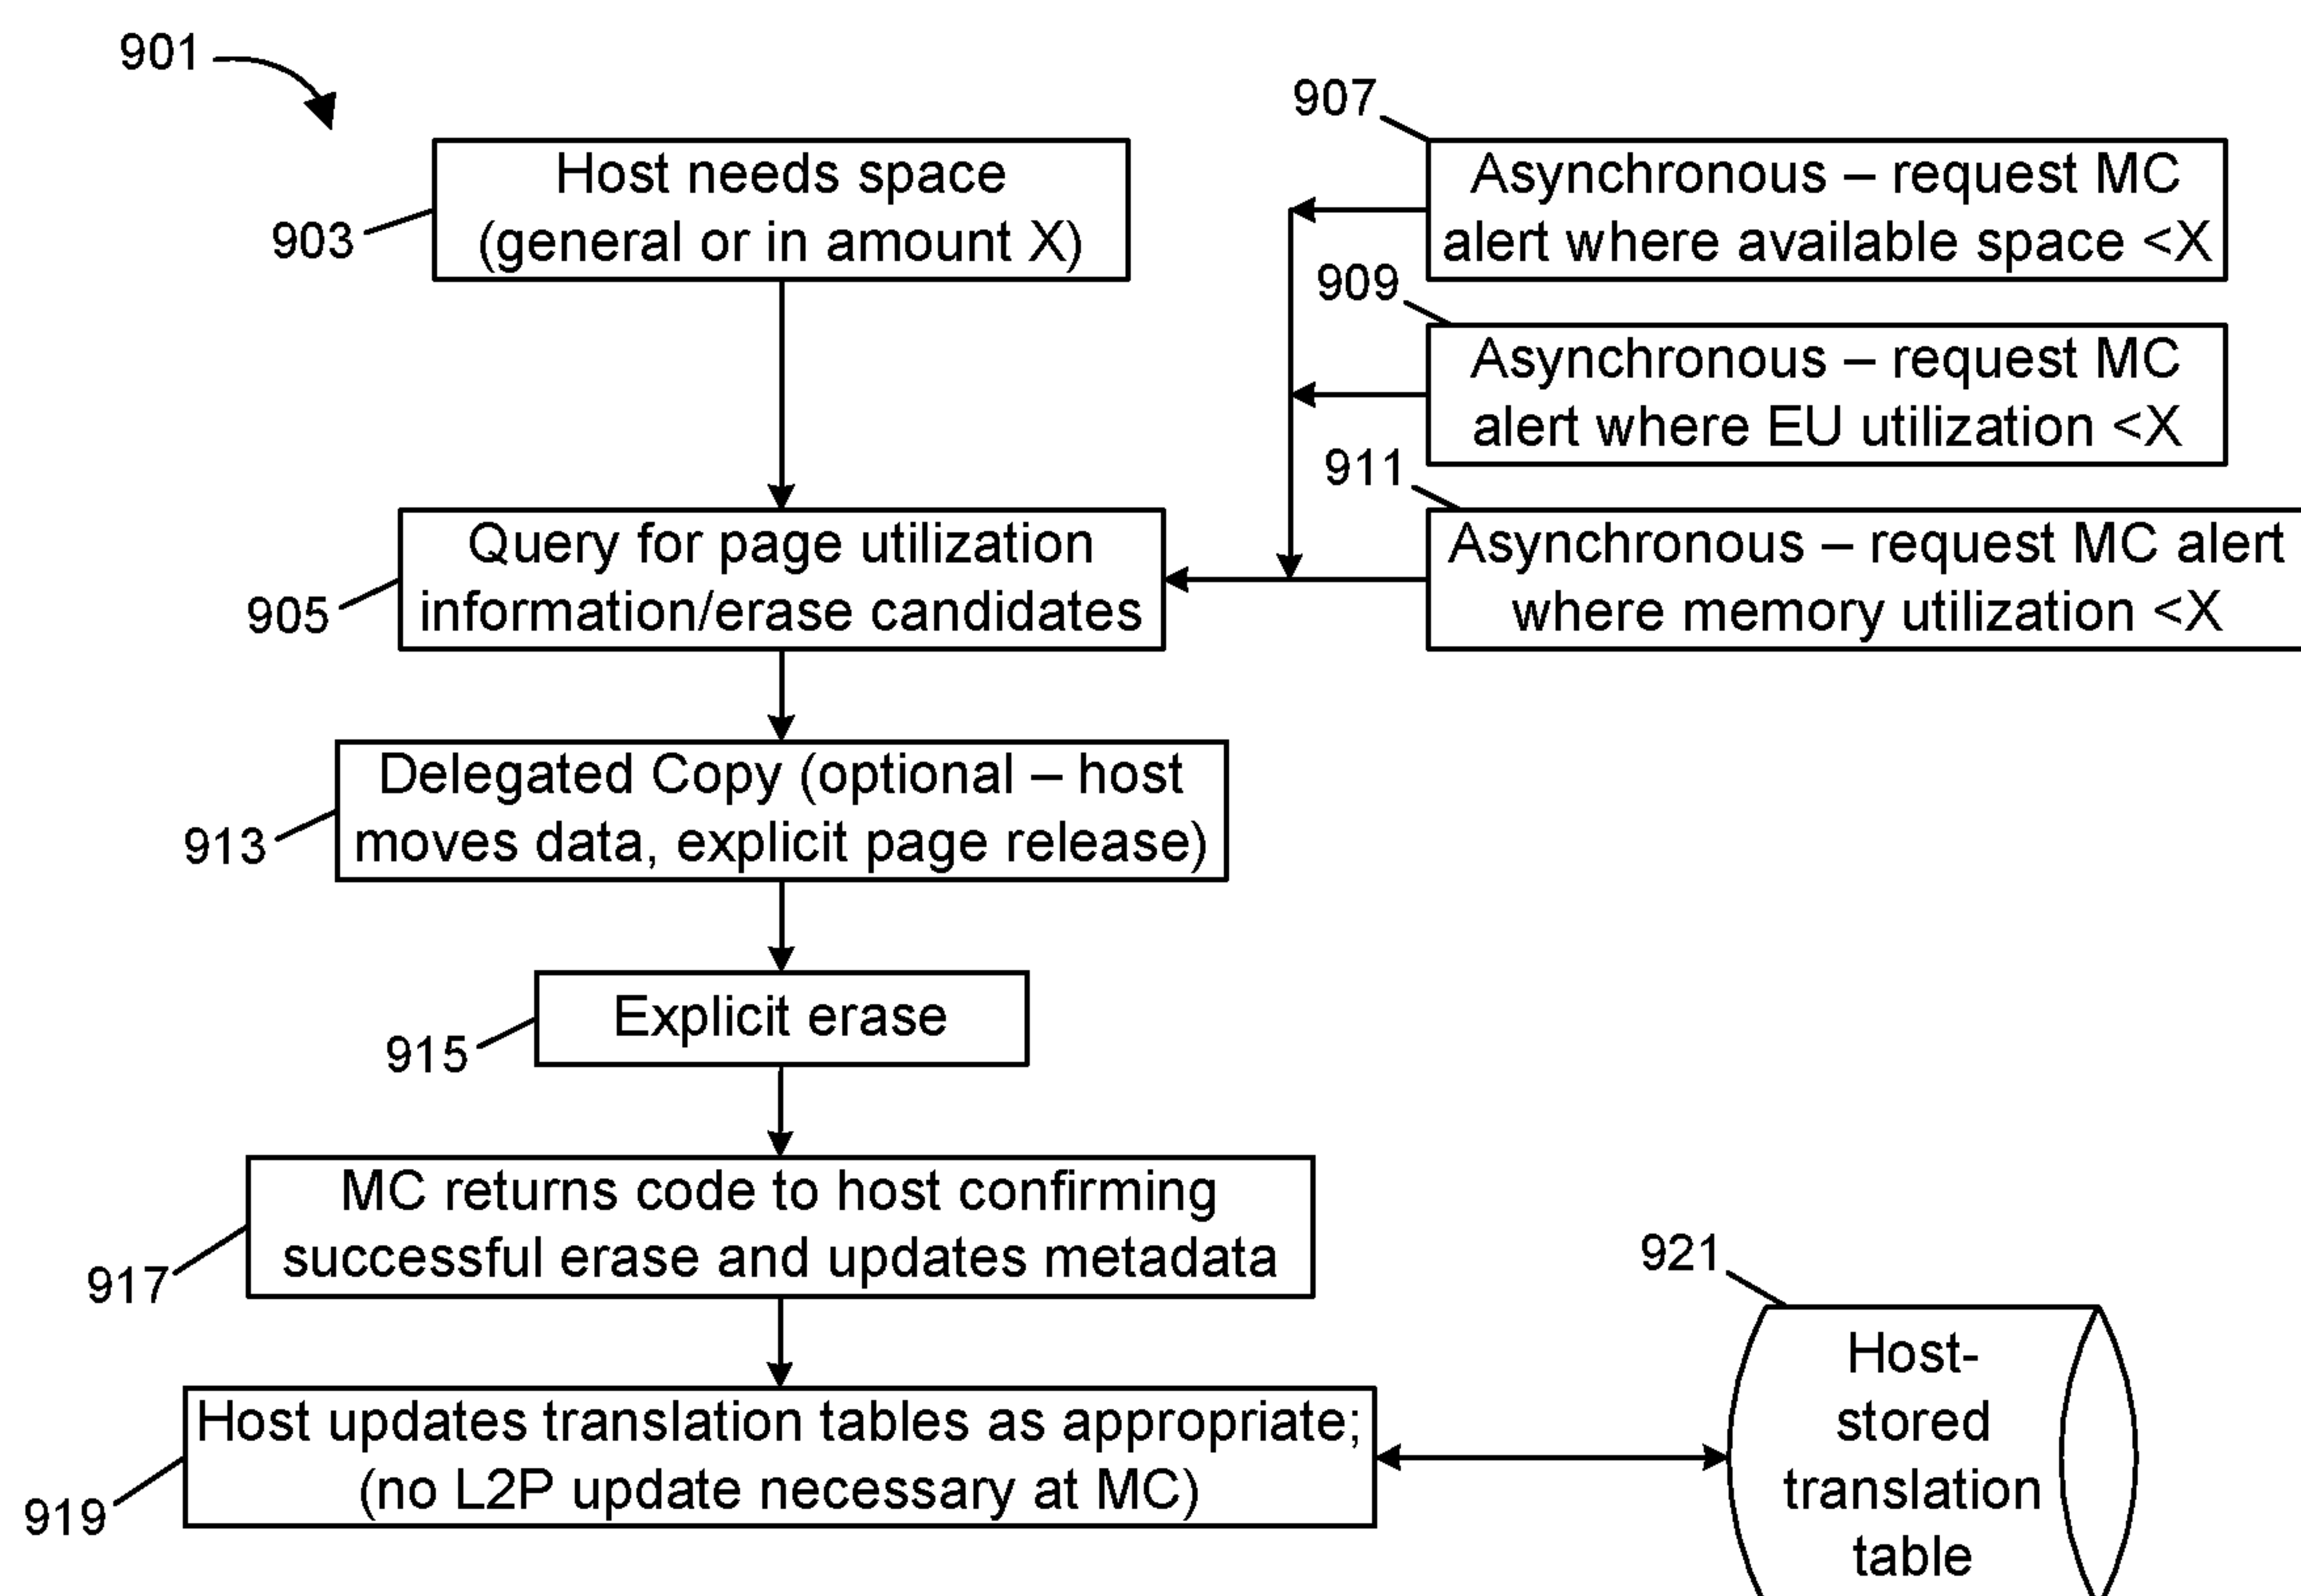 901
907
Host needs space
(general or in amount X)
903
Asynchronous – request MC
alert where available space <X
909
Asynchronous – request MC
alert where EU utilization <X
911
Query for page utilization
information/erase candidates
905
Asynchronous – request MC alert
where memory utilization <X
Delegated Copy (optional – host
moves data, explicit page release)
913
Explicit erase
915
MC returns code to host confirming
successful erase and updates metadata
917
921
Host updates translation tables as appropriate;
(no L2P update necessary at MC)
919
Host-
stored
translation
table